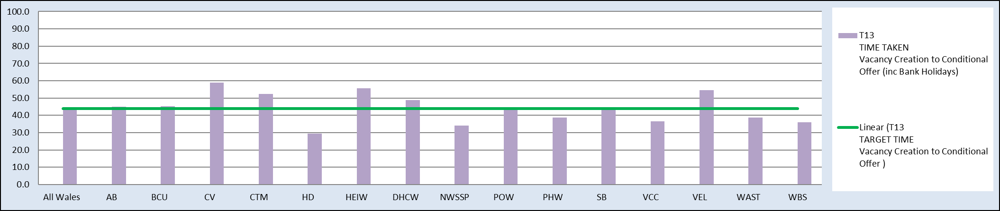 100.0
90.0
80.0
70.0
60.0
50.0
40.0
30.0
20.0
10.0
0.0
All Wales AB BCU CV CTM HD HEIW DHCW NWSSP POW PHW SB VCC VEL WAST WBS
T13
TIME TAKEN
Vacancy Creation to Conditional
Offer (inc Bank Holidays)
Linear (T13
TARGET TIME
Vacancy Creation to Conditional
Offer )